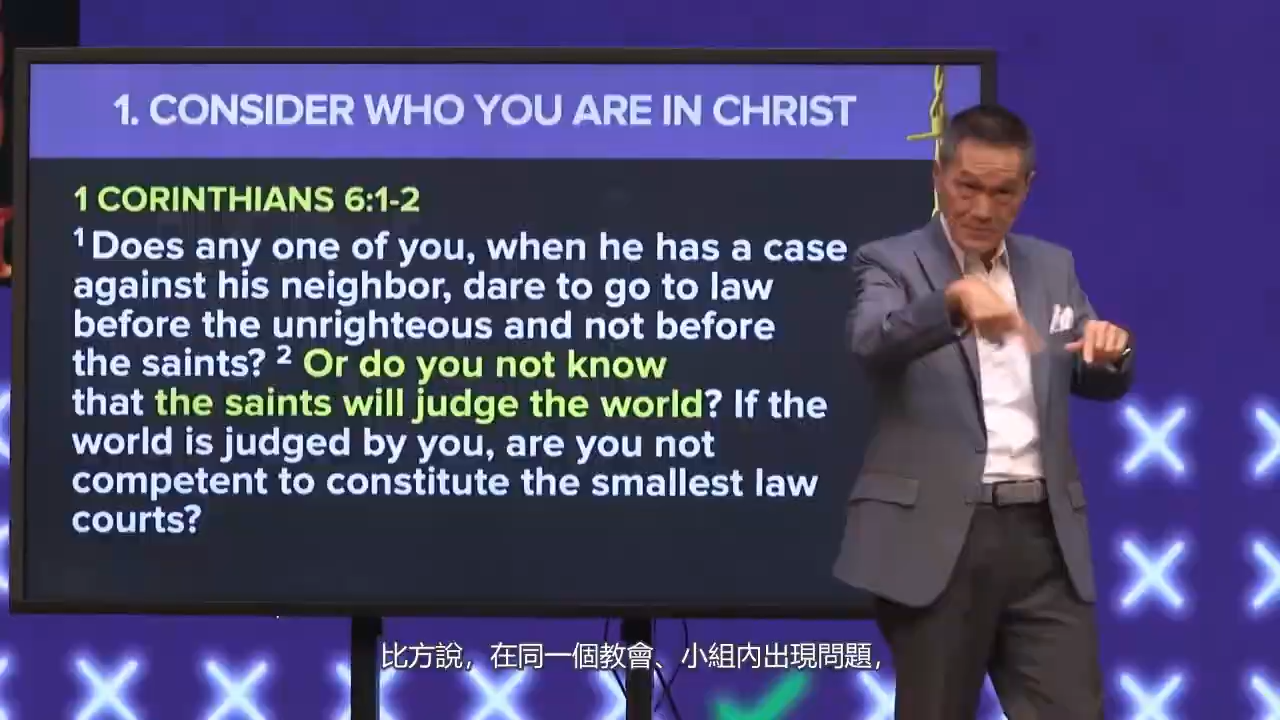 1. CONSIDER WHO YOU ARE IN CHRIST
1 CORINTHIANS 6:1-2
1 Does any one of you, when he has a case
against his neighbor, dare to go to law
before the unrighteous and not before
the saints? 2 Or do you not know
that the saints will judge the world? If the
world is judged by you, are you not
competent to constitute the smallest law
courts?
比方說，在同一個教會、小組內出現問題，